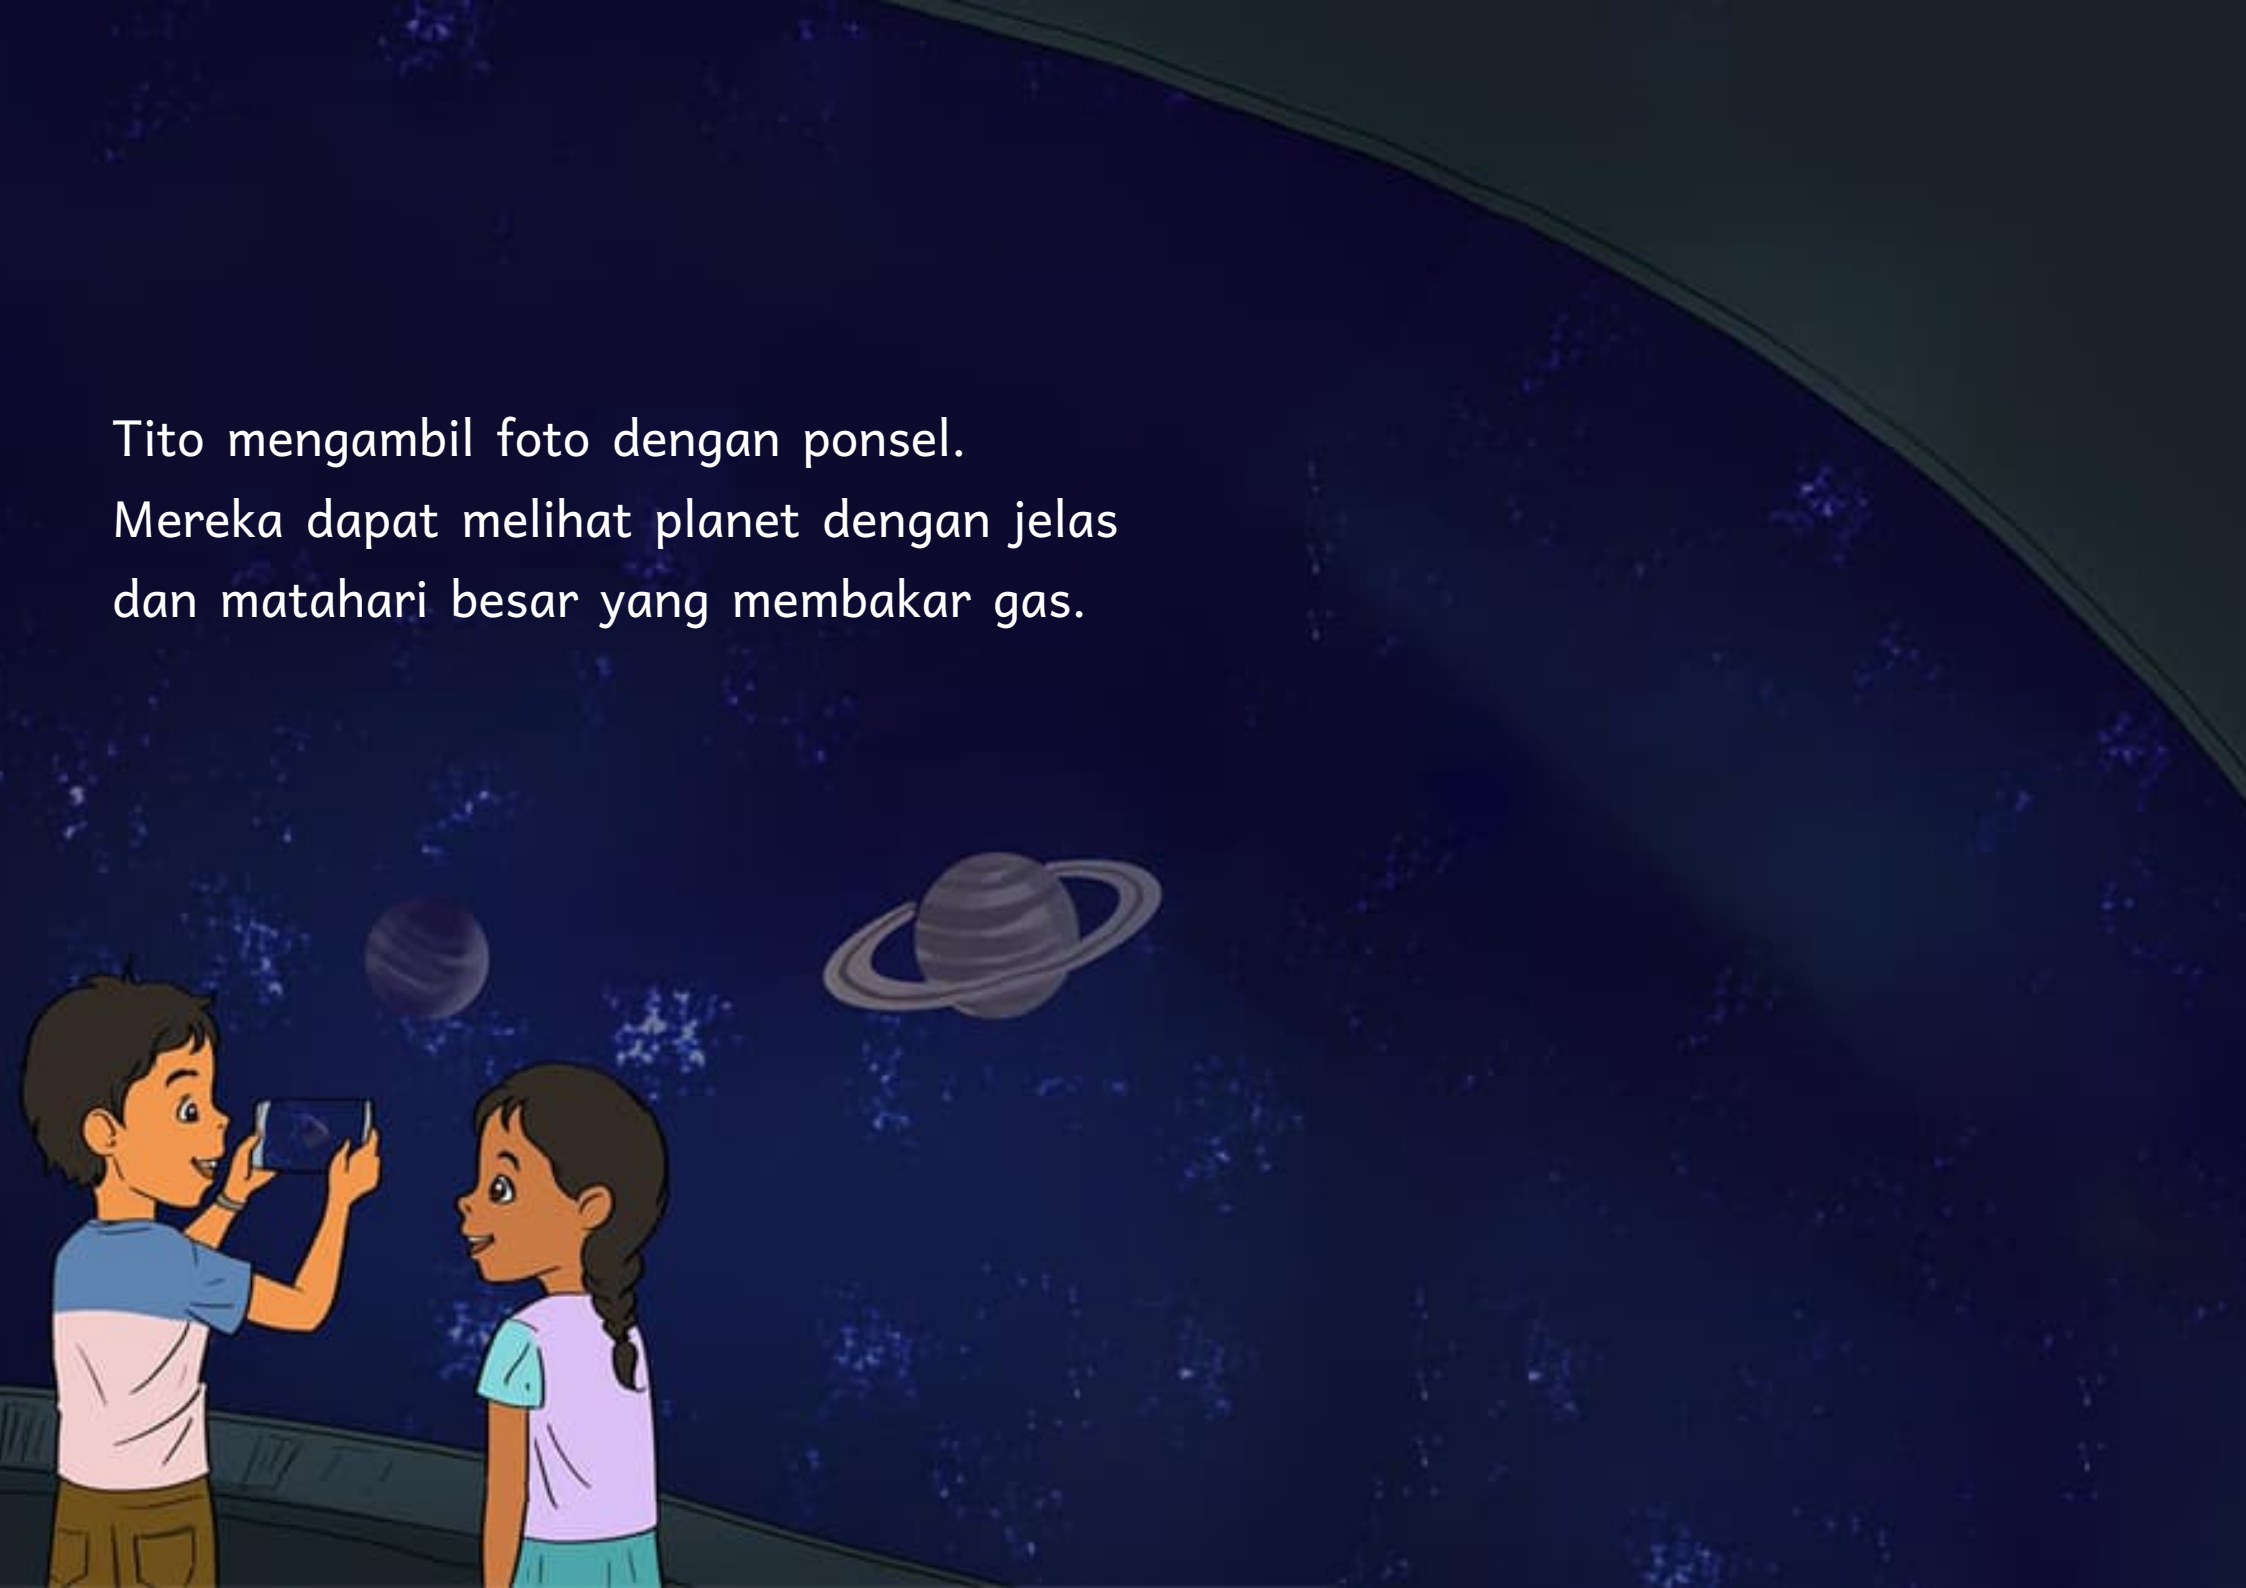 Tito mengambil foto dengan ponsel.
Mereka dapat melihat planet dengan jelas
dan matahari besar yang membakar gas.